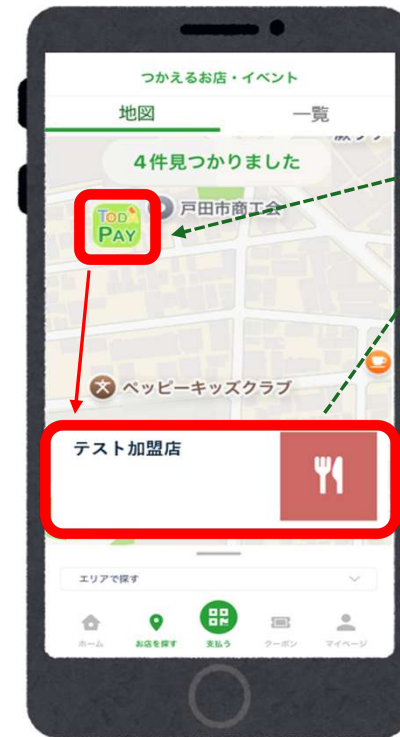 つかえるお店・イベント
地図
一覧
4件見つかりました
戸田市商工会
TOD
PAY
文
ペッピーキッズクラブ
テスト加盟店
エリアで探す
ホーム
お店を探す
支払う
クーポン
マイページ